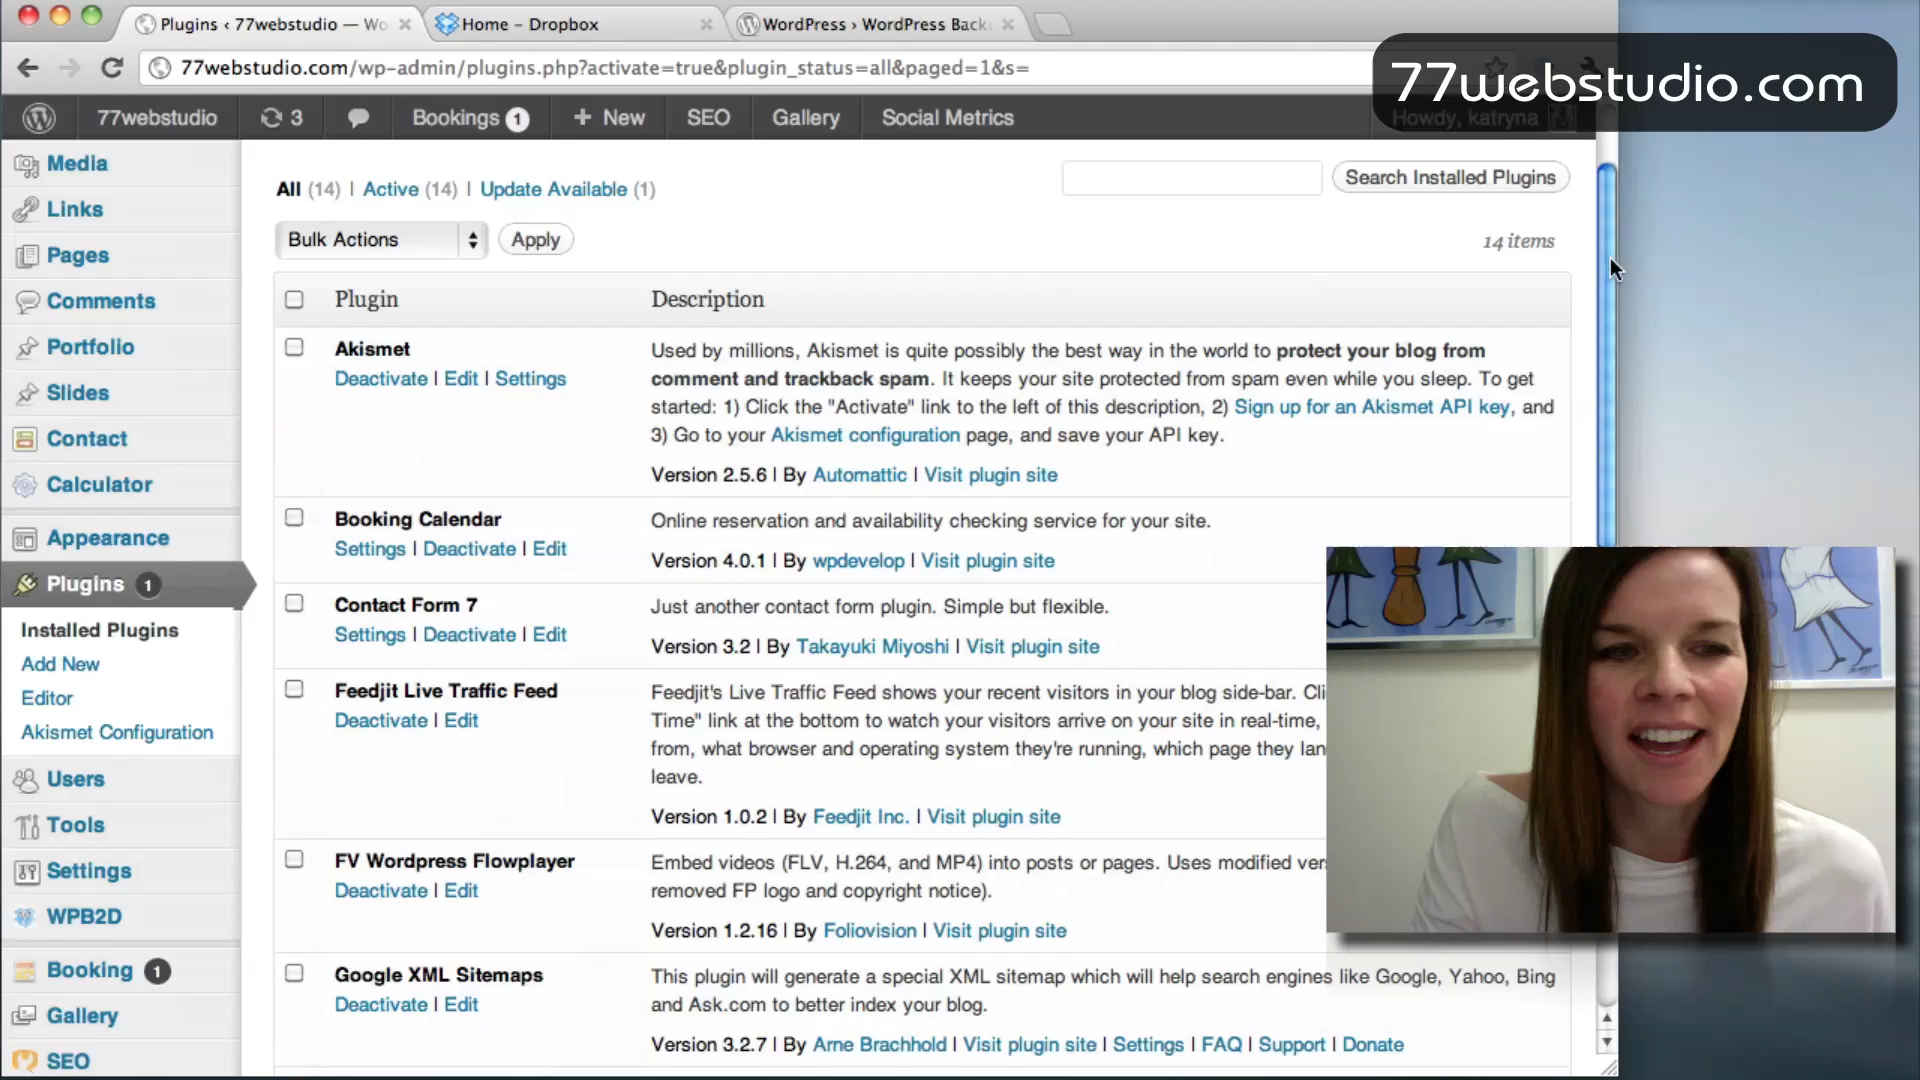 Plugins ‹ 77webstudio — Wo
Home – Dropbox
WordPress › WordPress Back
77webstudio.com/wp-admin/plugins.php?activate=true&plugin_status=all&paged=1&s=
77webstudio.com
77webstudio
3
Bookings 1
+ New
SEO
Gallery
Social Metrics
Howdy, katryna
Media
Links
Pages
Comments
Portfolio
Slides
Contact
Calculator
Appearance
Plugins 1
Installed Plugins
Add New
Editor
Akismet Configuration
Users
Tools
Settings
WPB2D
Booking 1
Gallery
SEO
All (14) | Active (14) | Update Available (1)
Search Installed Plugins
Bulk Actions
Apply
14 items
Plugin
Description
Akismet
Deactivate | Edit | Settings
Used by millions, Akismet is quite possibly the best way in the world to protect your blog from
comment and trackback spam. It keeps your site protected from spam even while you sleep. To get
started: 1) Click the "Activate" link to the left of this description, 2) Sign up for an Akismet API key, and
3) Go to your Akismet configuration page, and save your API key.
Version 2.5.6 | By Automattic | Visit plugin site
Booking Calendar
Settings | Deactivate | Edit
Online reservation and availability checking service for your site.
Version 4.0.1 | By wpdevelop | Visit plugin site
Contact Form 7
Settings | Deactivate | Edit
Just another contact form plugin. Simple but flexible.
Version 3.2 | By Takayuki Miyoshi | Visit plugin site
Feedjit Live Traffic Feed
Deactivate | Edit
Feedjit's Live Traffic Feed shows your recent visitors in your blog side-bar. Cli
Time" link at the bottom to watch your visitors arrive on your site in real-time,
from, what browser and operating system they're running, which page they lan
leave.
Version 1.0.2 | By Feedjit Inc. | Visit plugin site
FV Wordpress Flowplayer
Deactivate | Edit
Embed videos (FLV, H.264, and MP4) into posts or pages. Uses modified vers
removed FP logo and copyright notice).
Version 1.2.16 | By Foliovision | Visit plugin site
Google XML Sitemaps
Deactivate | Edit
This plugin will generate a special XML sitemap which will help search engines like Google, Yahoo, Bing
and Ask.com to better index your blog.
Version 3.2.7 | By Arne Brachhold | Visit plugin site | Settings | FAQ | Support | Donate